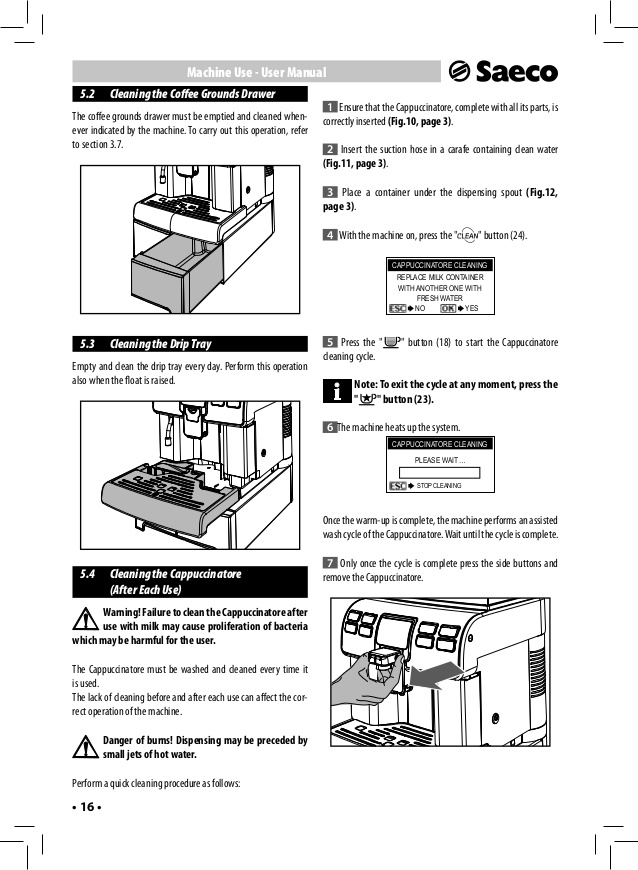 Machine Use - User Manual
Saeco
5.2 Cleaning the Coffee Grounds Drawer
The coffee grounds drawer must be emptied and cleaned when-
ever indicated by the machine. To carry out this operation, refer
to section 3.7.
5.3 Cleaning the Drip Tray
Empty and clean the drip tray every day. Perform this operation
also when the float is raised.
5.4 Cleaning the Cappuccinatore
(After Each Use)
Warning! Failure to clean the Cappuccinatore after
use with milk may cause proliferation of bacteria
which may be harmful for the user.
The Cappuccinatore must be washed and cleaned every time it
is used.
The lack of cleaning before and after each use can affect the cor-
rect operation of the machine.
Danger of burns! Dispensing may be preceded by
small jets of hot water.
Perform a quick cleaning procedure as follows:
1 Ensure that the Cappuccinatore, complete with all its parts, is
correctly inserted (Fig.10, page 3).
2 Insert the suction hose in a carafe containing clean water
(Fig.11, page 3).
3 Place a container under the dispensing spout (Fig.12,
page 3).
4 With the machine on, press the "CLEAN" button (24).
CAPPUCCINATORE CLEANING
REPLACE MILK CONTAINER
WITH ANOTHER ONE WITH
FRESH WATER
ESC NO OK YES
5 Press the " " button (18) to start the Cappuccinatore
cleaning cycle.
i
Note: To exit the cycle at any moment, press the
" " button (23).
6 The machine heats up the system.
CAPPUCCINATORE CLEANING
PLEASE WAIT...
ESC STOP CLEANING
Once the warm-up is complete, the machine performs an assisted
wash cycle of the Cappuccinatore. Wait until the cycle is complete.
7 Only once the cycle is complete press the side buttons and
remove the Cappuccinatore.
• 16 •